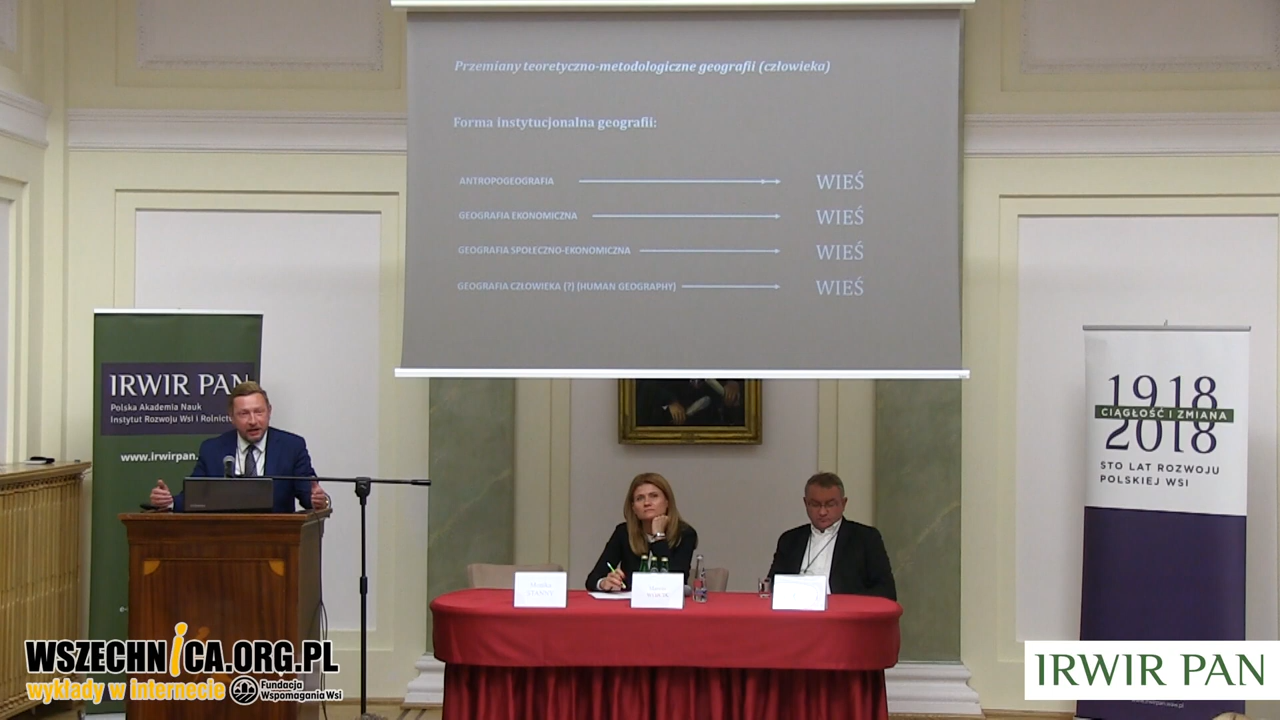 Przemiany teoretyczno-metodologiczne geografii (człowieka)
Forma instytucjonalna geografii:
ANTROPOGEOGRAFIA WIEŚ
GEOGRAFIA EKONOMICZNA WIEŚ
GEOGRAFIA SPOŁECZNO-EKONOMICZNA WIEŚ
GEOGRAFIA CZŁOWIEKA (?) (HUMAN GEOGRAPHY) WIEŚ
IRWIR PAN
Polska Akademia Nauk
Instytut Rozwoju Wsi i Rolnictw
www.irwirpan.
1918
CIĄGŁOŚĆ I ZMIANA
2018
STO LAT ROZWOJU
POLSKIEJ WSI
WSZECHNICA.ORG.PL
wykłady w internecie
Fundacja
Wspomagania Wsi
IRWIR PAN